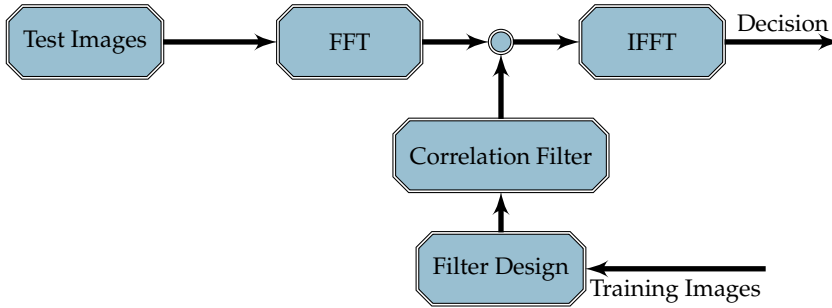 Test Images
FFT
IFFT
Decision
Correlation Filter
Filter Design
Training Images